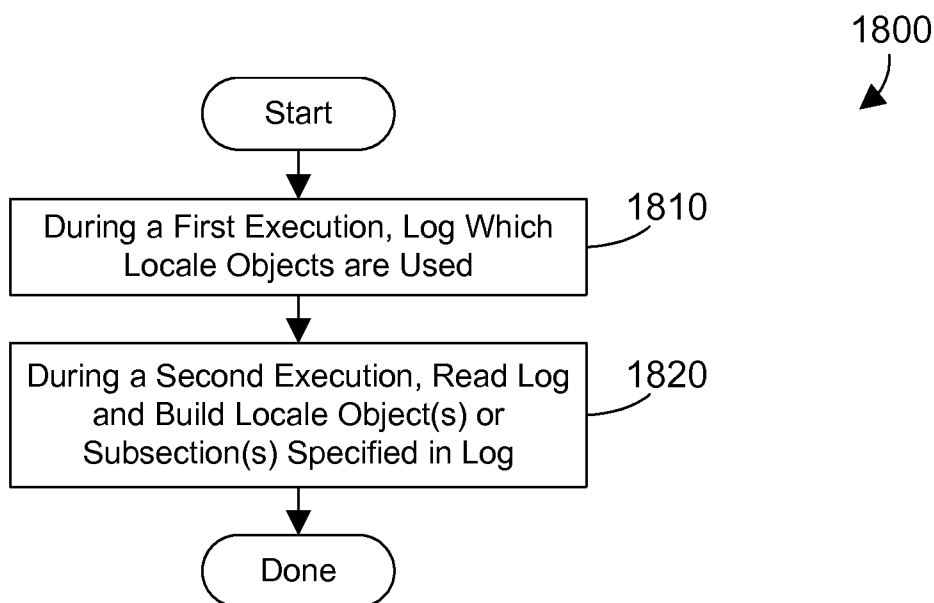 1800
Start
During a First Execution, Log Which
Locale Objects are Used
1810
During a Second Execution, Read Log
and Build Locale Object(s) or
Subsection(s) Specified in Log
1820
Done